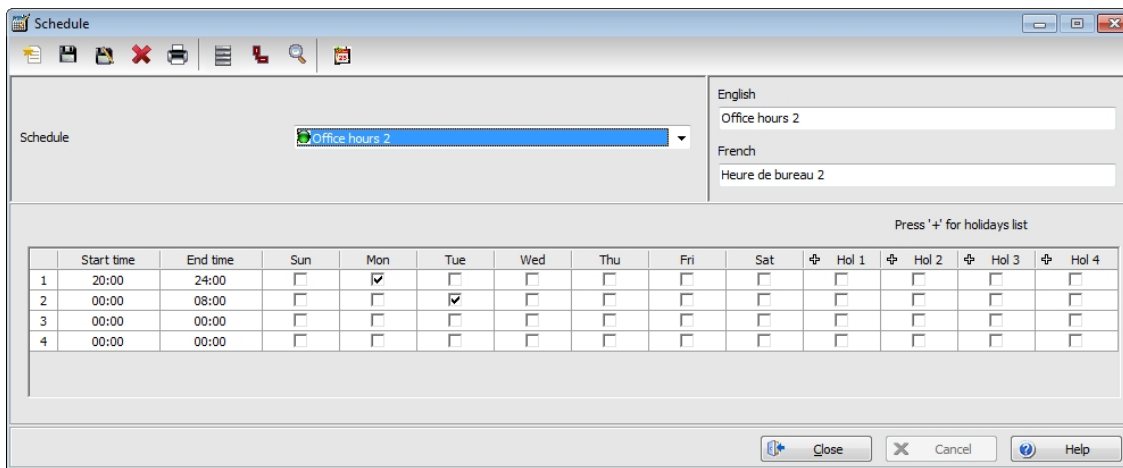 Schedule
English
Office hours 2
Schedule
Office hours 2
French
Heure de bureau 2
Press '+' for holidays list
Start time End time Sun Mon Tue Wed Thu Fri Sat Hol 1 Hol 2 Hol 3 Hol 4
1 20:00 24:00
2 00:00 08:00
3 00:00 00:00
4 00:00 00:00
Close Cancel Help